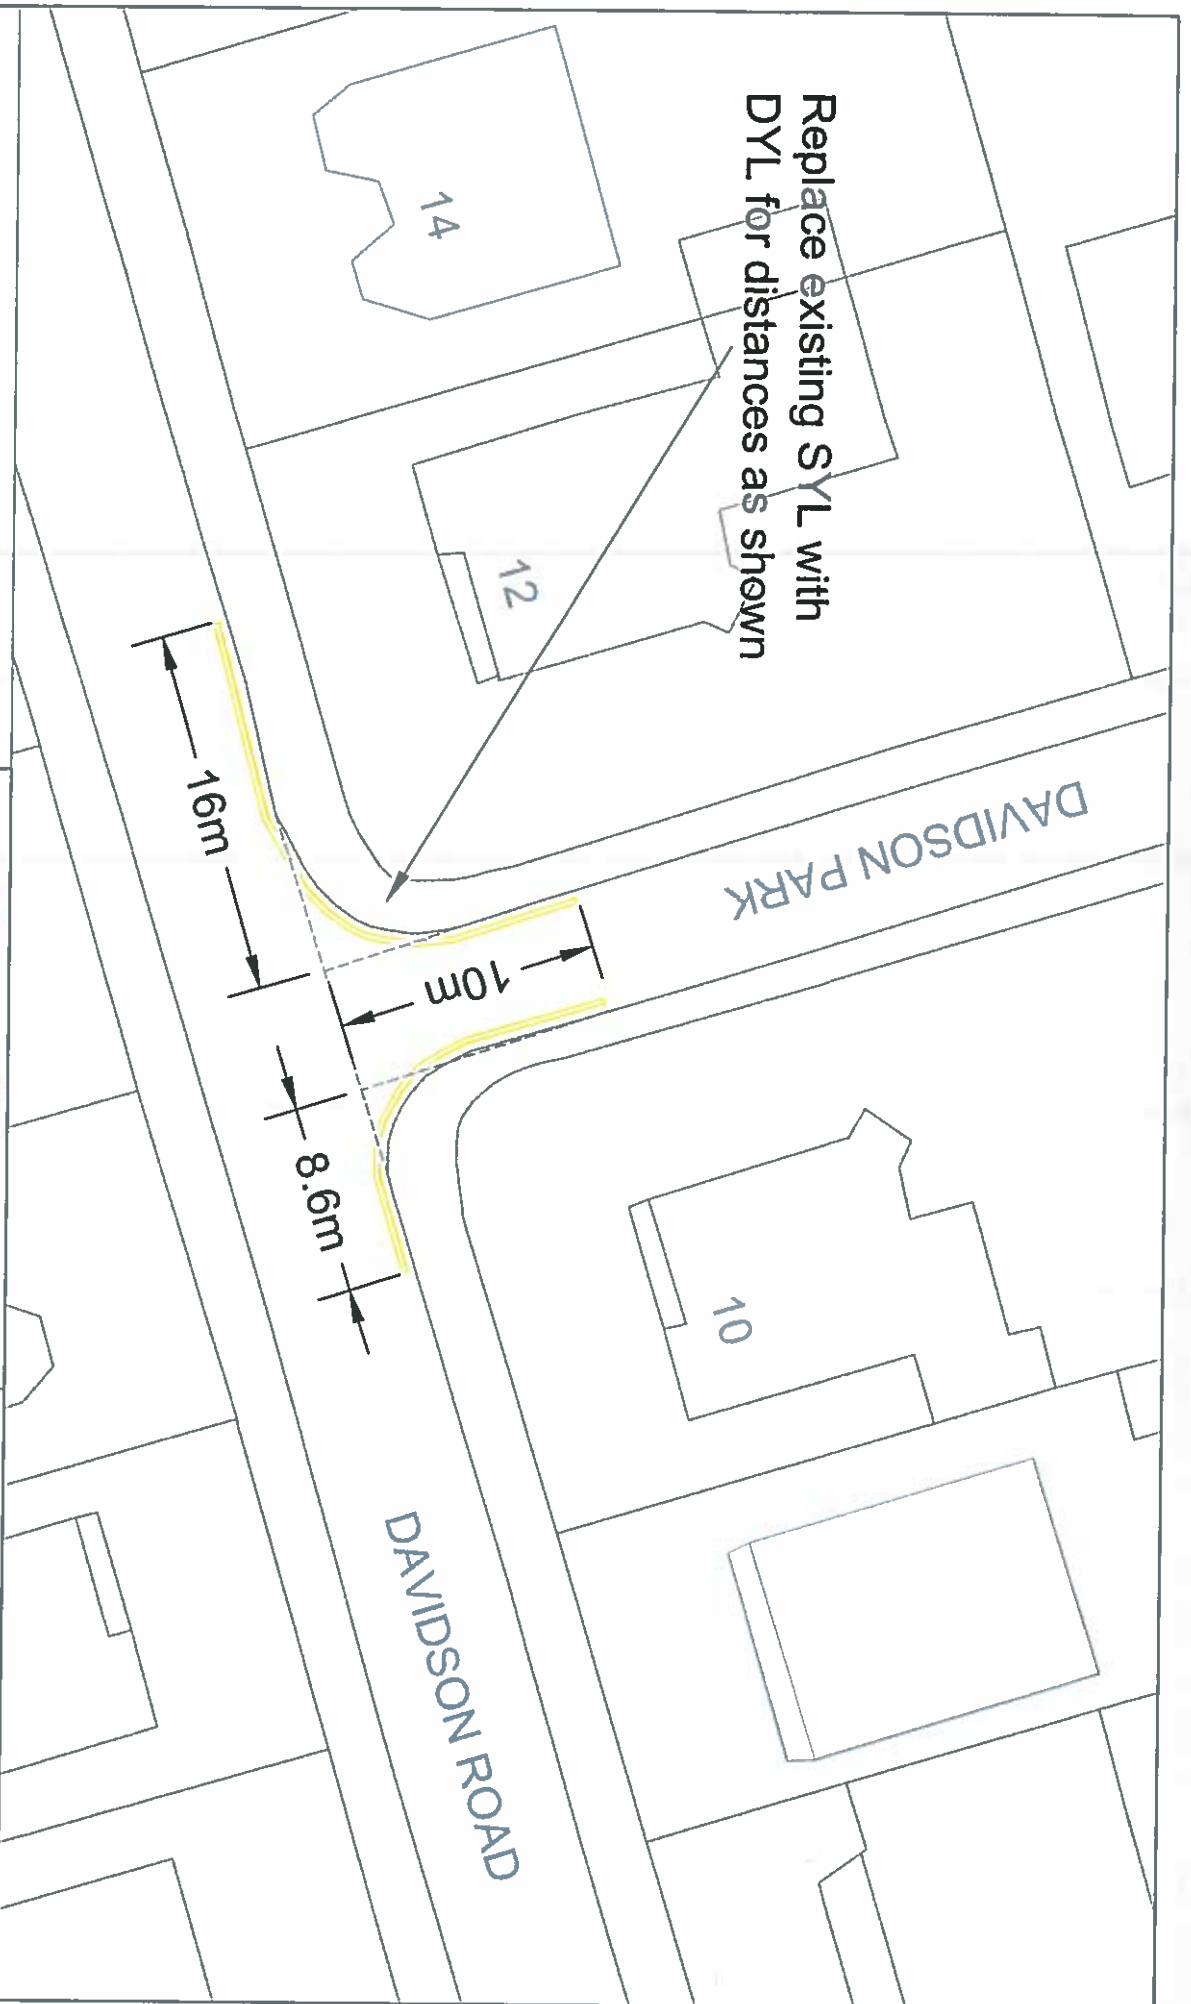 Replace existing SYL with
DYL for distances as shown
14
12
DAVIDSON PARK
16m
10m
8.6m
10
DAVIDSON ROAD